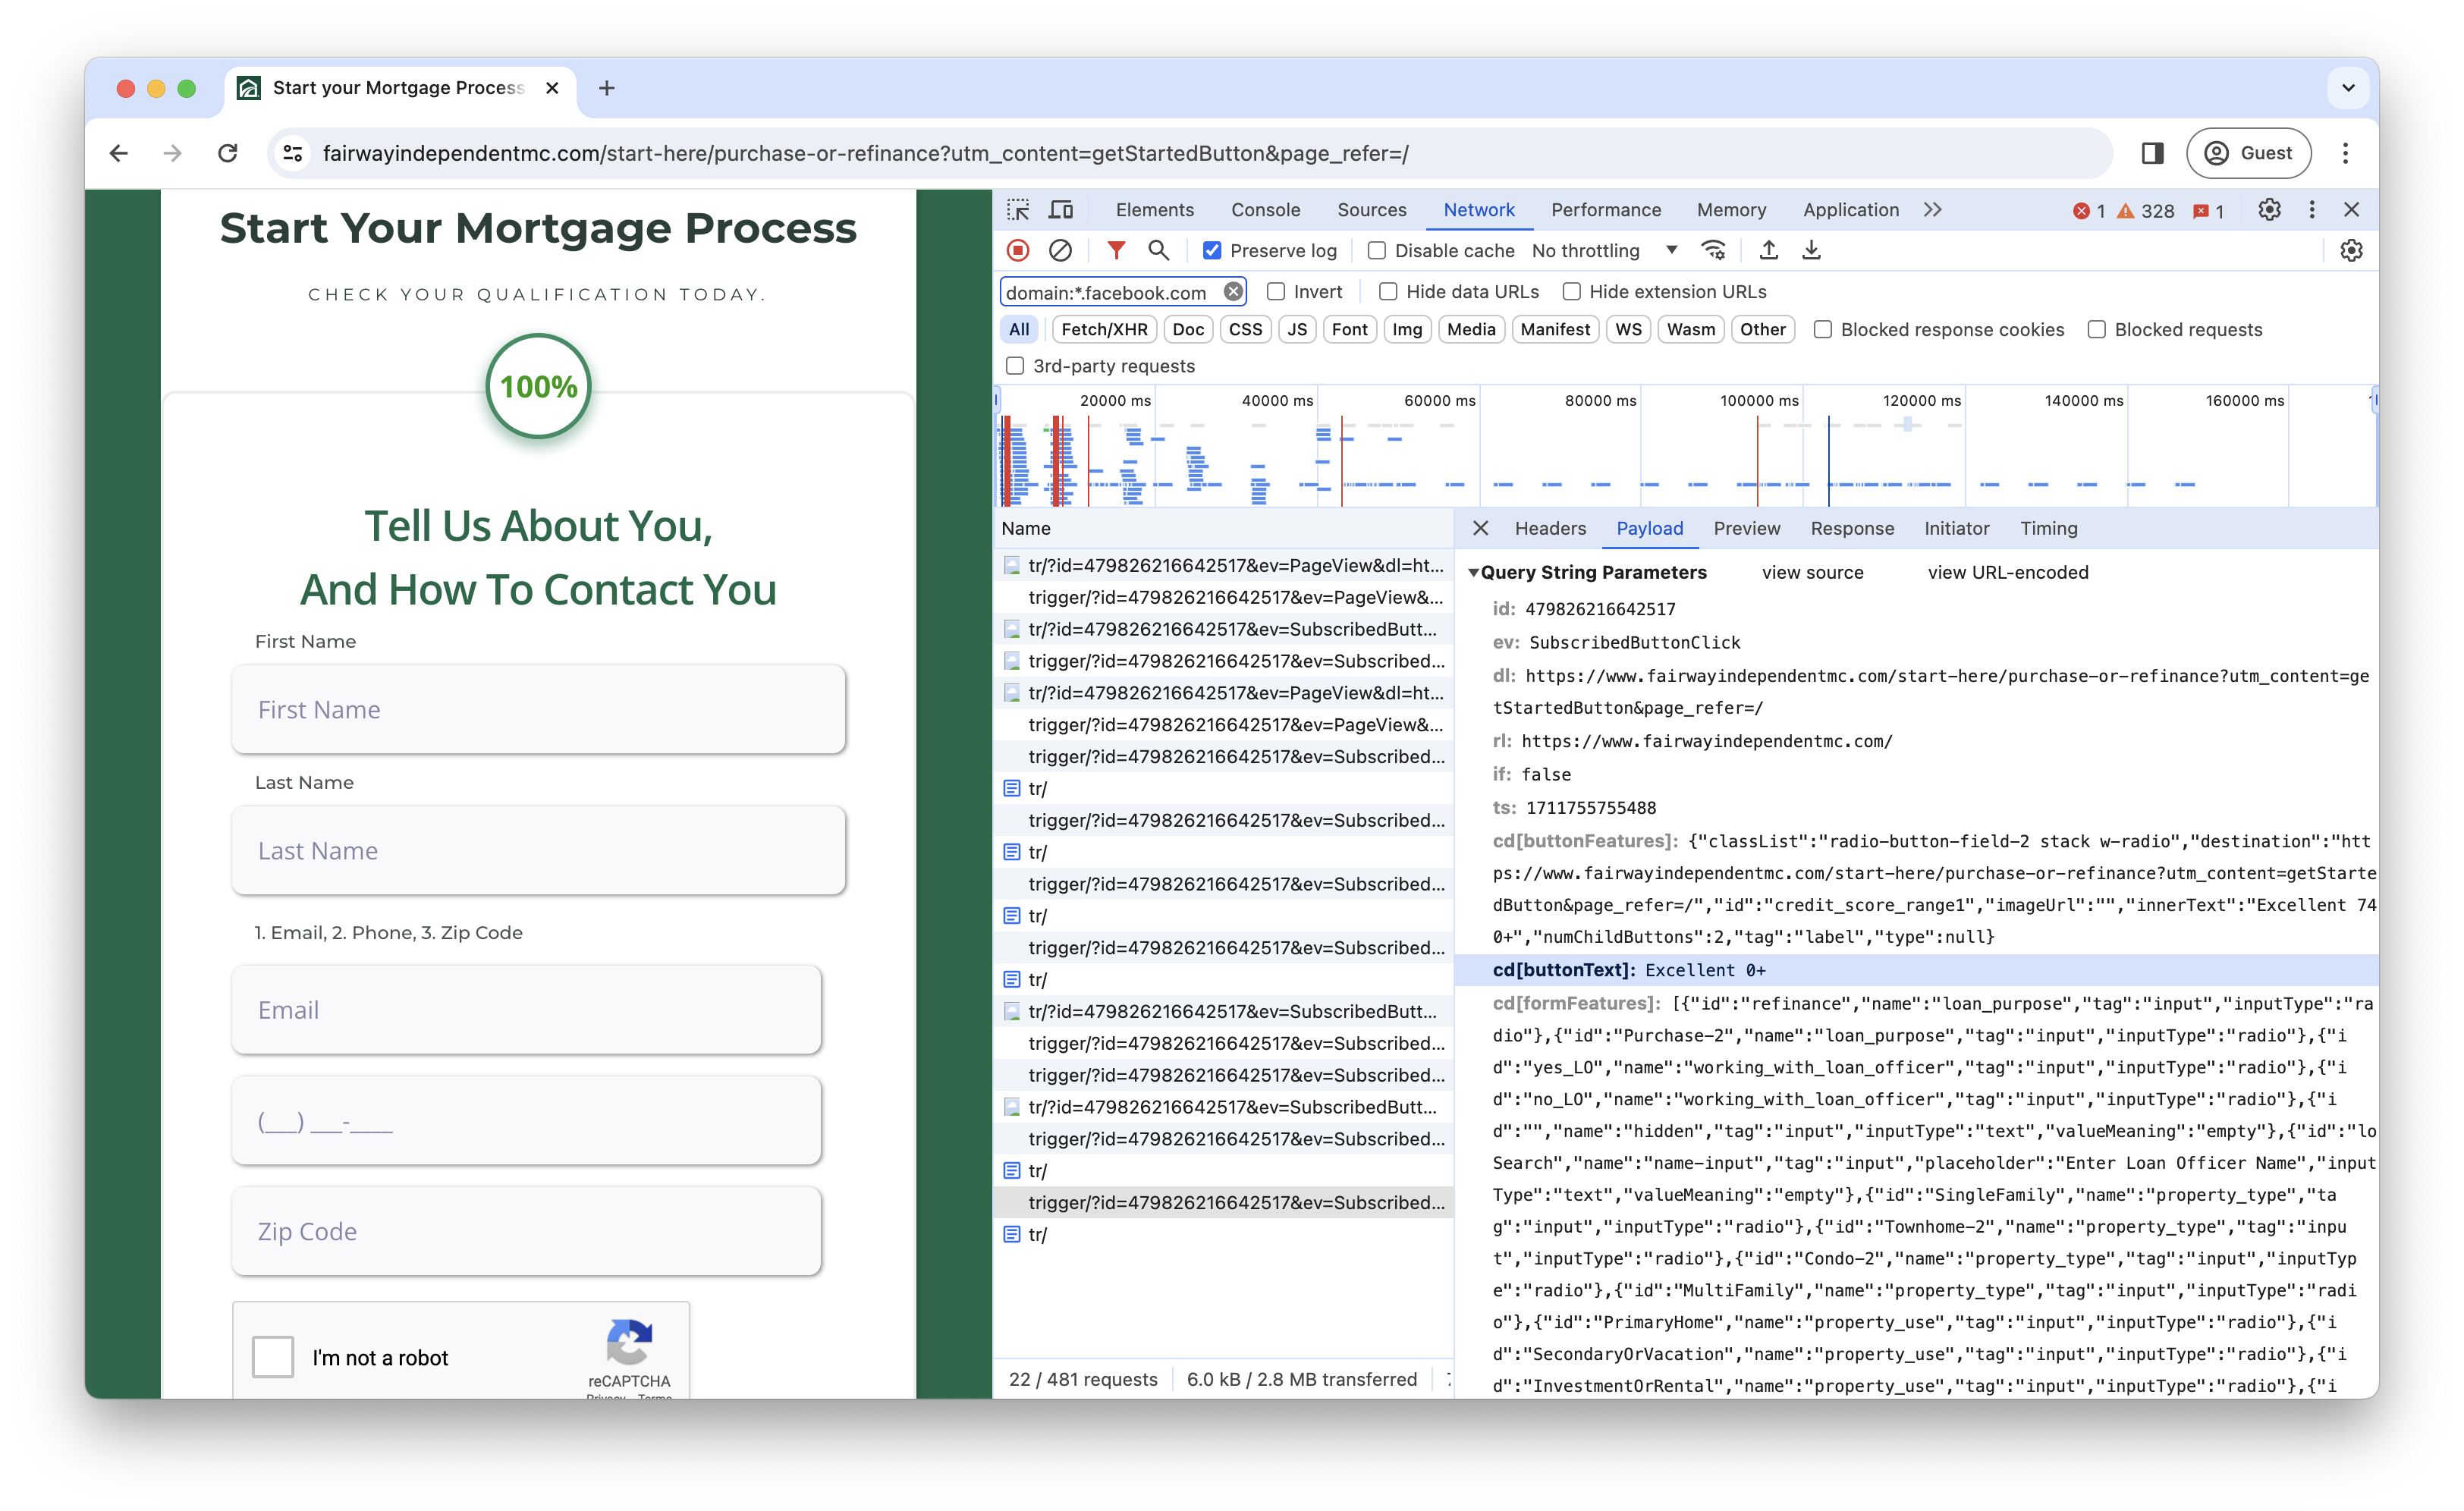 Start your Mortgage Process
fairwayindependentmc.com/start-here/purchase-or-refinance?utm_content=getStartedButton&page_refer=/
Guest
Start Your Mortgage Process
CHECK YOUR QUALIFICATION TODAY.
100%
Tell Us About You,
And How To Contact You
First Name
First Name
Last Name
Last Name
1. Email, 2. Phone, 3. Zip Code
Email
(___) ___-____
Zip Code
I'm not a robot
reCAPTCHA
Privacy - Terms
Elements Console Sources Network Performance Memory Application 1 328 1
Preserve log Disable cache No throttling
domain:*.facebook.com Invert Hide data URLs Hide extension URLs
All Fetch/XHR Doc CSS JS Font Img Media Manifest WS Wasm Other Blocked response cookies Blocked requests
3rd-party requests
20000 ms 40000 ms 60000 ms 80000 ms 100000 ms 120000 ms 140000 ms 160000 ms
Name
tr/?id=479826216642517&ev=PageView&dl=ht...
trigger/?id=479826216642517&ev=PageView&...
tr/?id=479826216642517&ev=SubscribedButt...
trigger/?id=479826216642517&ev=Subscribed...
tr/?id=479826216642517&ev=PageView&dl=ht...
trigger/?id=479826216642517&ev=PageView&...
trigger/?id=479826216642517&ev=Subscribed...
tr/
trigger/?id=479826216642517&ev=Subscribed...
tr/
trigger/?id=479826216642517&ev=Subscribed...
tr/
trigger/?id=479826216642517&ev=Subscribed...
tr/
tr/?id=479826216642517&ev=SubscribedButt...
trigger/?id=479826216642517&ev=Subscribed...
trigger/?id=479826216642517&ev=Subscribed...
tr/?id=479826216642517&ev=SubscribedButt...
trigger/?id=479826216642517&ev=Subscribed...
tr/
trigger/?id=479826216642517&ev=Subscribed...
tr/
22 / 481 requests 6.0 kB / 2.8 MB transferred
Headers Payload Preview Response Initiator Timing
Query String Parameters view source view URL-encoded
id: 479826216642517
ev: SubscribedButtonClick
dl: https://www.fairwayindependentmc.com/start-here/purchase-or-refinance?utm_content=ge
tStartedButton&page_refer=/
rl: https://www.fairwayindependentmc.com/
if: false
ts: 1711755755488
cd[buttonFeatures]: {"classList":"radio-button-field-2 stack w-radio","destination":"htt
ps://www.fairwayindependentmc.com/start-here/purchase-or-refinance?utm_content=getStarte
dButton&page_refer=/","id":"credit_score_range1","imageUrl":"","innerText":"Excellent 74
0+","numChildButtons":2,"tag":"label","type":null}
cd[buttonText]: Excellent 0+
cd[formFeatures]: [{"id":"refinance","name":"loan_purpose","tag":"input","inputType":"ra
dio"},{"id":"Purchase-2","name":"loan_purpose","tag":"input","inputType":"radio"},{"i
d":"yes_LO","name":"working_with_loan_officer","tag":"input","inputType":"radio"},{"i
d":"no_LO","name":"working_with_loan_officer","tag":"input","inputType":"radio"},{"i
d":"","name":"hidden","tag":"input","inputType":"text","valueMeaning":"empty"},{"id":"lo
Search","name":"name-input","tag":"input","placeholder":"Enter Loan Officer Name","input
Type":"text","valueMeaning":"empty"},{"id":"SingleFamily","name":"property_type","ta
g":"input","inputType":"radio"},{"id":"Townhome-2","name":"property_type","tag":"inpu
t","inputType":"radio"},{"id":"Condo-2","name":"property_type","tag":"input","inputTyp
e":"radio"},{"id":"MultiFamily","name":"property_type","tag":"input","inputType":"radi
o"},{"id":"PrimaryHome","name":"property_use","tag":"input","inputType":"radio"},{"i
d":"SecondaryOrVacation","name":"property_use","tag":"input","inputType":"radio"},{"i
d":"InvestmentOrRental","name":"property_use","tag":"input","inputType":"radio"},{"i